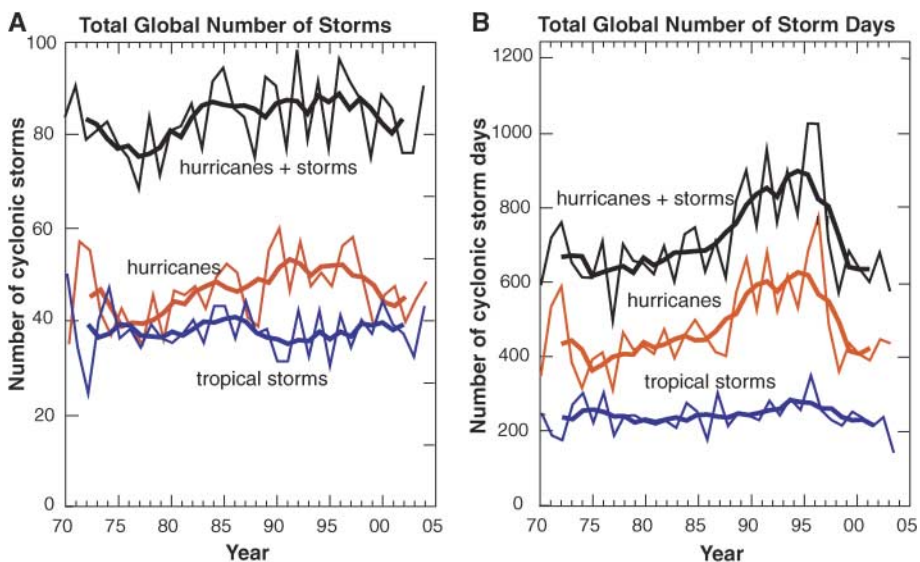 A Total Global Number of Storms
Number of cyclonic storms
100
80
60
40
20
0
hurricanes + storms
hurricanes
tropical storms
70 75 80 85 90 95 00 05
Year
B Total Global Number of Storm Days
Number of cyclonic storm days
1200
1000
800
600
400
200
0
hurricanes + storms
hurricanes
tropical storms
70 75 80 85 90 95 00 05
Year